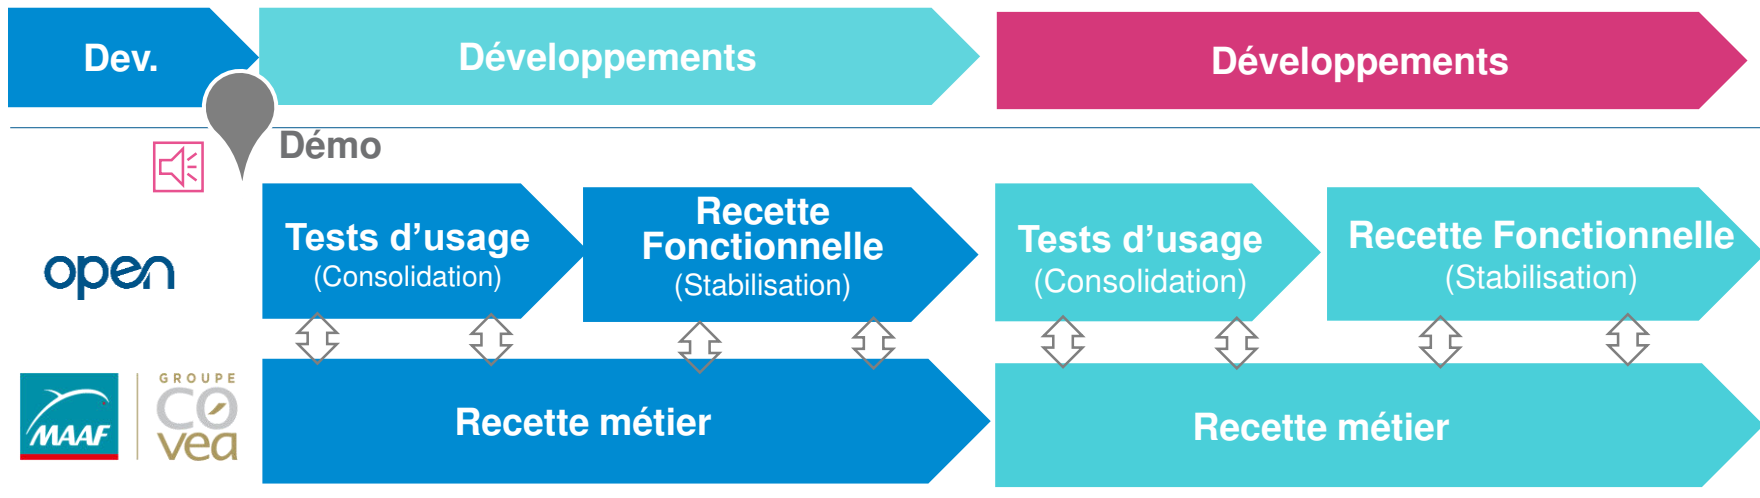 Dev.
Développements
Développements
Démo
Tests d’usage
(Consolidation)
Recette
Fonctionnelle
(Stabilisation)
Tests d’usage
(Consolidation)
Recette Fonctionnelle
(Stabilisation)
open
MAAF
GROUPE
COvea
Recette métier
Recette métier